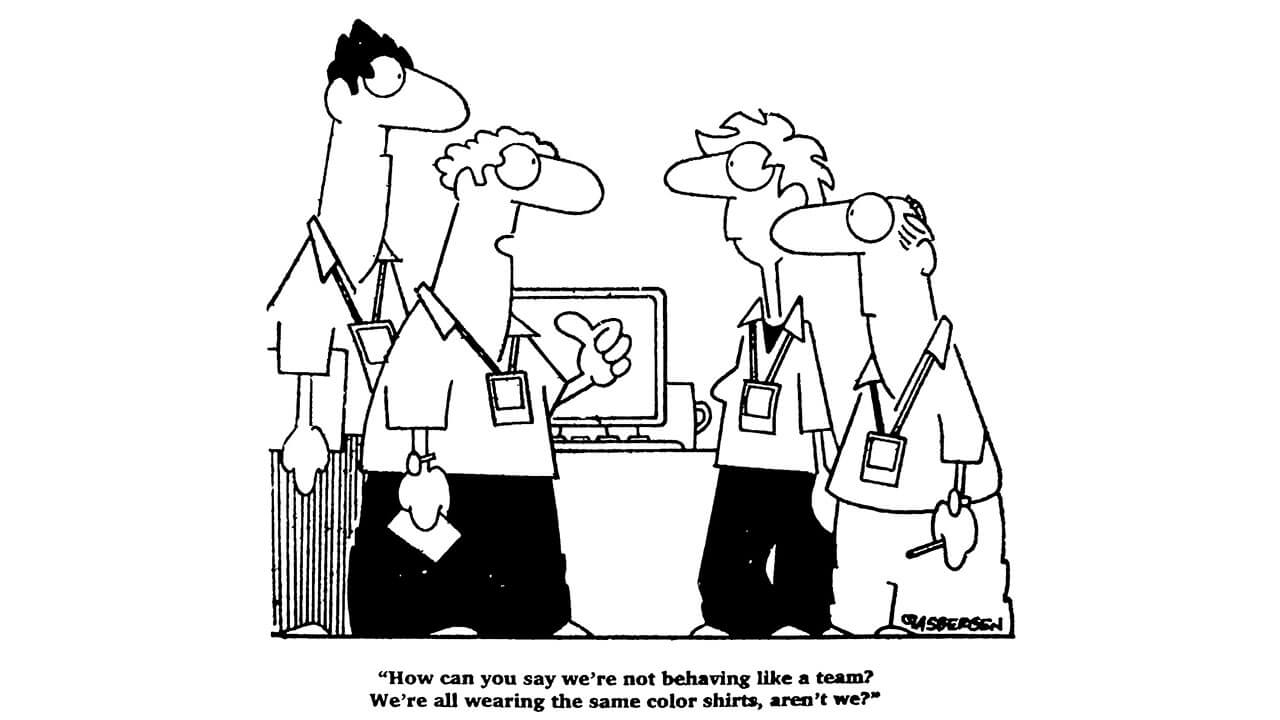 GLASBERGEN
“How can you say we’re not behaving like a team?
We’re all wearing the same color shirts, aren’t we?”